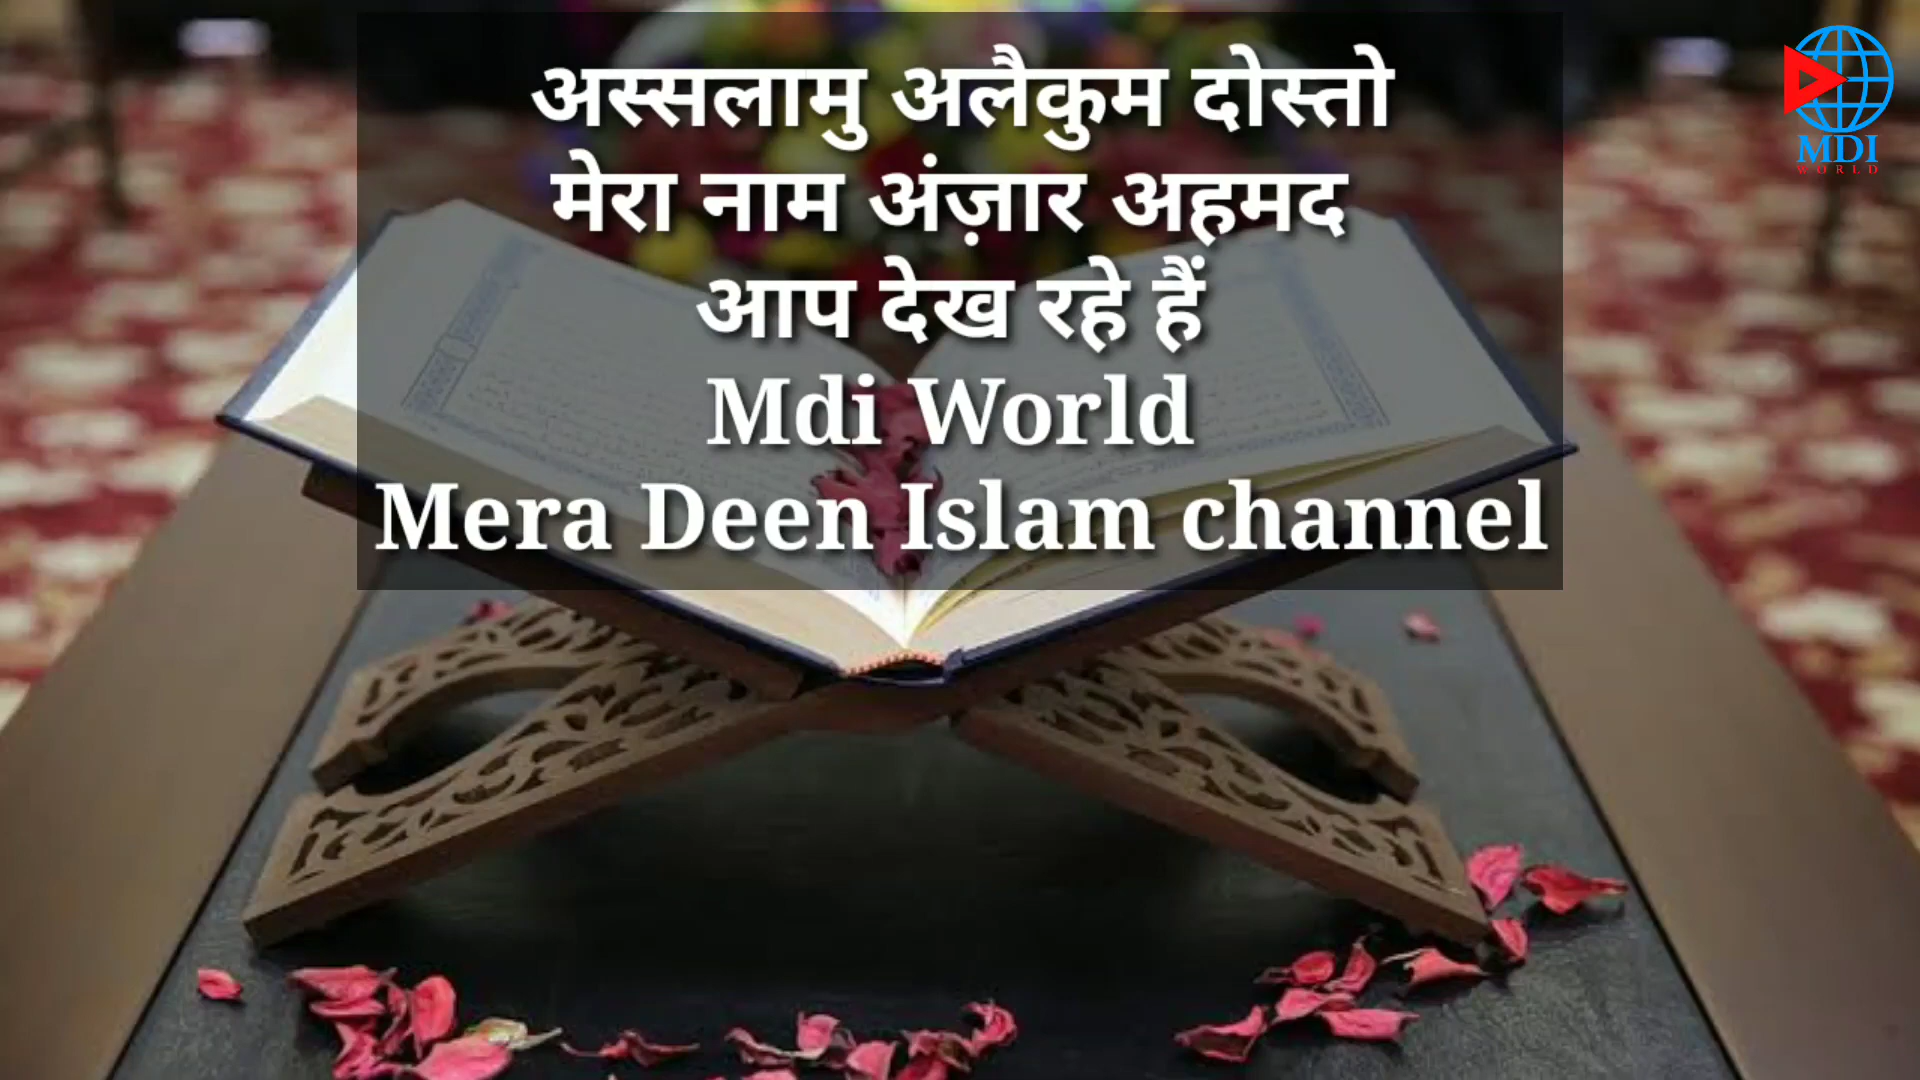 अस्सलामु अलैकुम दोस्तो
मेरा नाम अंज़ार अहमद
आप देख रहे हैं
Mdi World
Mera Deen Islam channel
MDI
WORLD